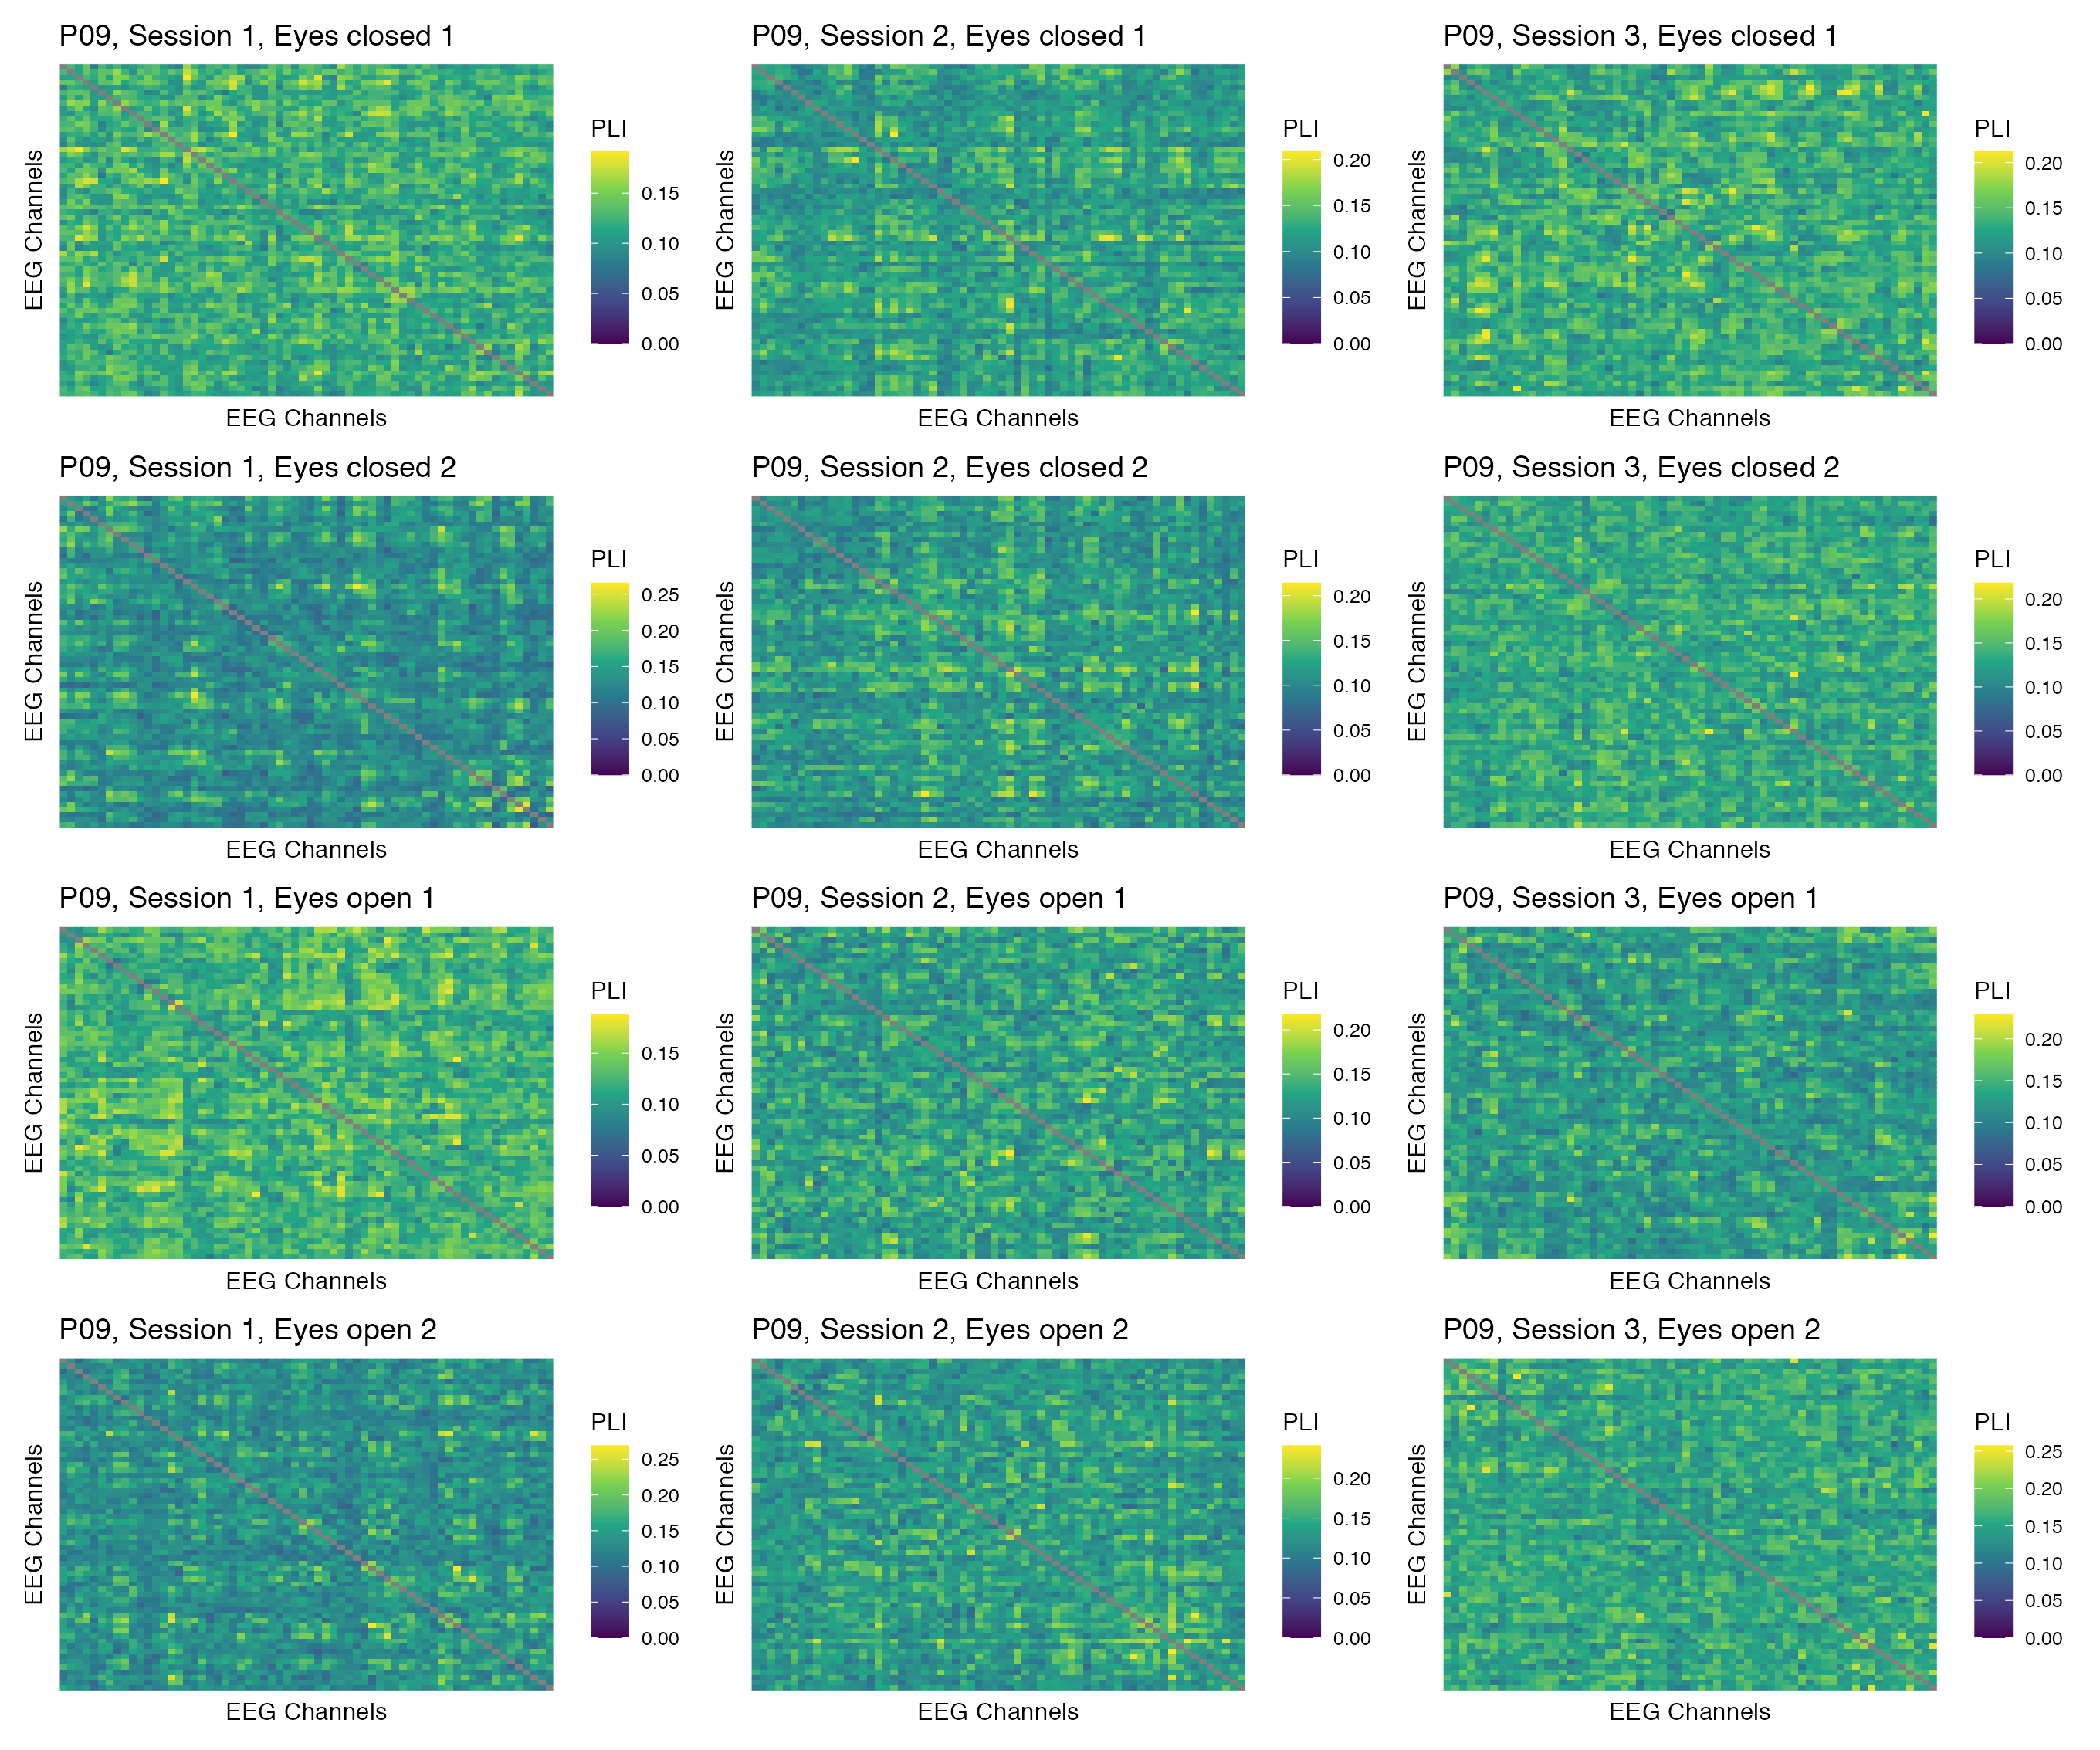 P09, Session 1, Eyes closed 1
EEG Channels
EEG Channels
PLI
0.15
0.10
0.05
0.00
P09, Session 2, Eyes closed 1
EEG Channels
EEG Channels
PLI
0.20
0.15
0.10
0.05
0.00
P09, Session 3, Eyes closed 1
EEG Channels
EEG Channels
PLI
0.20
0.15
0.10
0.05
0.00
P09, Session 1, Eyes closed 2
EEG Channels
EEG Channels
PLI
0.25
0.20
0.15
0.10
0.05
0.00
P09, Session 2, Eyes closed 2
EEG Channels
EEG Channels
PLI
0.20
0.15
0.10
0.05
0.00
P09, Session 3, Eyes closed 2
EEG Channels
EEG Channels
PLI
0.20
0.15
0.10
0.05
0.00
P09, Session 1, Eyes open 1
EEG Channels
EEG Channels
PLI
0.15
0.10
0.05
0.00
P09, Session 2, Eyes open 1
EEG Channels
EEG Channels
PLI
0.20
0.15
0.10
0.05
0.00
P09, Session 3, Eyes open 1
EEG Channels
EEG Channels
PLI
0.20
0.15
0.10
0.05
0.00
P09, Session 1, Eyes open 2
EEG Channels
EEG Channels
PLI
0.25
0.20
0.15
0.10
0.05
0.00
P09, Session 2, Eyes open 2
EEG Channels
EEG Channels
PLI
0.20
0.15
0.10
0.05
0.00
P09, Session 3, Eyes open 2
EEG Channels
EEG Channels
PLI
0.25
0.20
0.15
0.10
0.05
0.00